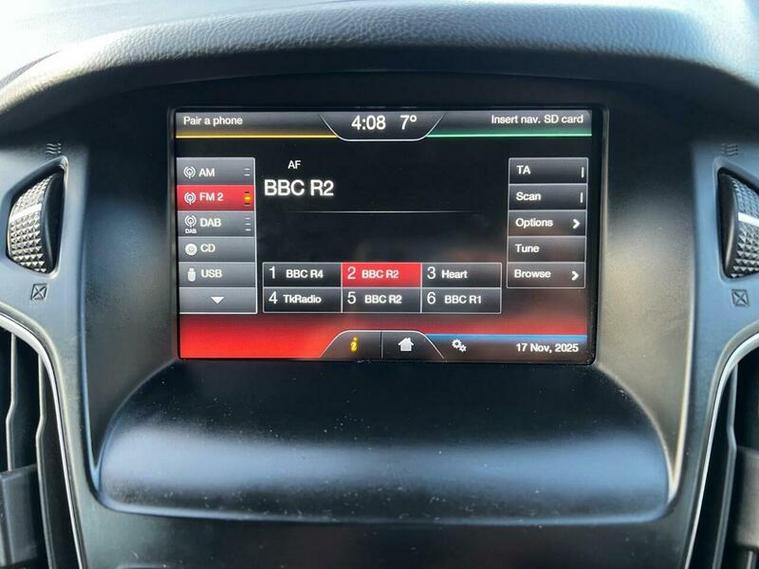 Pair a phone
4:08 7°
Insert nav. SD card
AM
FM 2
DAB
DAB
CD
USB
AF
BBC R2
TA
Scan
Options
Tune
Browse
1 BBC R4
2 BBC R2
3 Heart
4 TkRadio
5 BBC R2
6 BBC R1
i
17 Nov, 2025